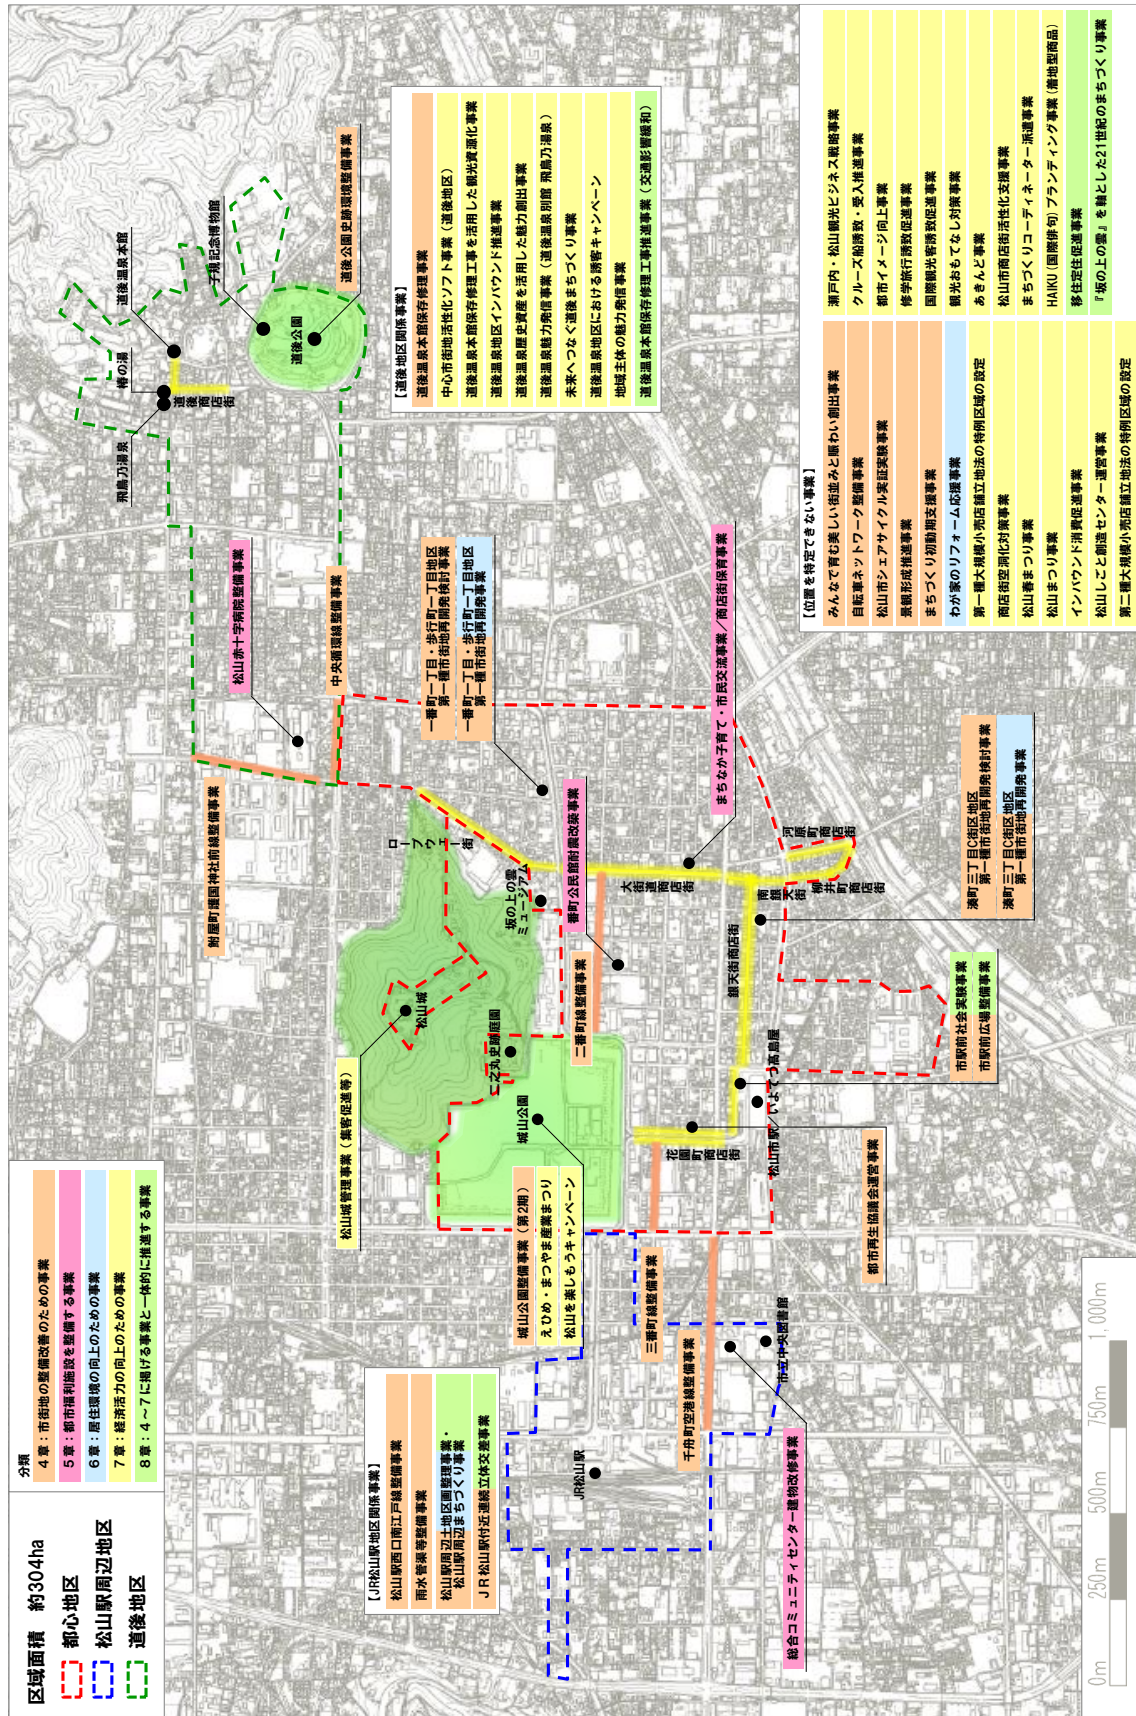 区域面積　約304ha
都心地区
松山駅周辺地区
道後地区
分類
4章：市街地の整備改善のための事業
5章：都市福利施設を整備する事業
6章：居住環境の向上のための事業
7章：経済活力の向上のための事業
8章：4～7に掲げる事業と一体的に推進する事業
【JR松山駅地区関係事業】
松山駅西口南江戸線整備事業
雨水管渠等整備事業
松山駅周辺土地区画整理事業・
松山駅周辺まちづくり事業
JR松山駅付近連続立体交差事業
松山城管理事業（集客促進等）
城山公園整備事業（第2期）
えひめ・まつやま産業まつり
松山を楽しもうキャンペーン
三番町線整備事業
千舟町空港線整備事業
総合コミュニティセンター建物改修事業
市立中央図書館
JR松山駅
都市再生協議会運営事業
花園町商店街
松山市駅／いよてつ髙島屋
城山公園
二之丸史跡庭園
松山城
鮒屋町護国神社前線整備事業
ロープウェー街
坂の上の雲
ミュージアム
二番町線整備事業
番町公民館耐震改築事業
銀天街商店街
大街道商店街
南銀天街
柳井町商店街
河原町商店街
市駅前社会実験事業
市駅前広場整備事業
湊町三丁目C街区地区
第一種市街地再開発検討事業
湊町三丁目C街区地区
第一種市街地再開発事業
まちなか子育て・市民交流事業／商店街保育事業
一番町一丁目・歩行町一丁目地区
第一種市街地再開発検討事業
一番町一丁目・歩行町一丁目地区
第一種市街地再開発事業
中央循環線整備事業
松山赤十字病院整備事業
飛鳥乃湯泉
椿の湯
道後商店街
道後温泉本館
子規記念博物館
道後公園
道後公園史跡環境整備事業
【道後地区関係事業】
道後温泉本館保存修理事業
中心市街地活性化ソフト事業（道後地区）
道後温泉本館保存修理工事を活用した観光資源化事業
道後温泉地区インバウンド推進事業
道後温泉歴史資産を活用した魅力創出事業
道後温泉魅力発信事業（道後温泉別館 飛鳥乃湯泉）
未来へつなぐ道後まちづくり事業
道後温泉地区における誘客キャンペーン
地域主体の魅力発信事業
道後温泉本館保存修理工事推進事業（交通影響緩和）
【位置を特定できない事業】
みんなで育む美しい街並みと賑わい創出事業
自転車ネットワーク整備事業
松山市シェアサイクル実証実験事業
景観形成推進事業
まちづくり初動期支援事業
わが家のリフォーム応援事業
第一種大規模小売店舗立地法の特例区域の設定
商店街空洞化対策事業
松山春まつり事業
松山まつり事業
インバウンド消費促進事業
松山しごと創造センター運営事業
第二種大規模小売店舗立地法の特例区域の設定
瀬戸内・松山観光ビジネス戦略事業
クルーズ船誘致・受入推進事業
都市イメージ向上事業
修学旅行誘致促進事業
国際観光客誘致促進事業
観光おもてなし対策事業
あきんど事業
松山市商店街活性化支援事業
まちづくりコーディネーター派遣事業
HAIKU（国際俳句）ブランディング事業（着地型商品）
移住定住促進事業
『坂の上の雲』を軸とした21世紀のまちづくり事業
0m 250m 500m 750m 1,000m